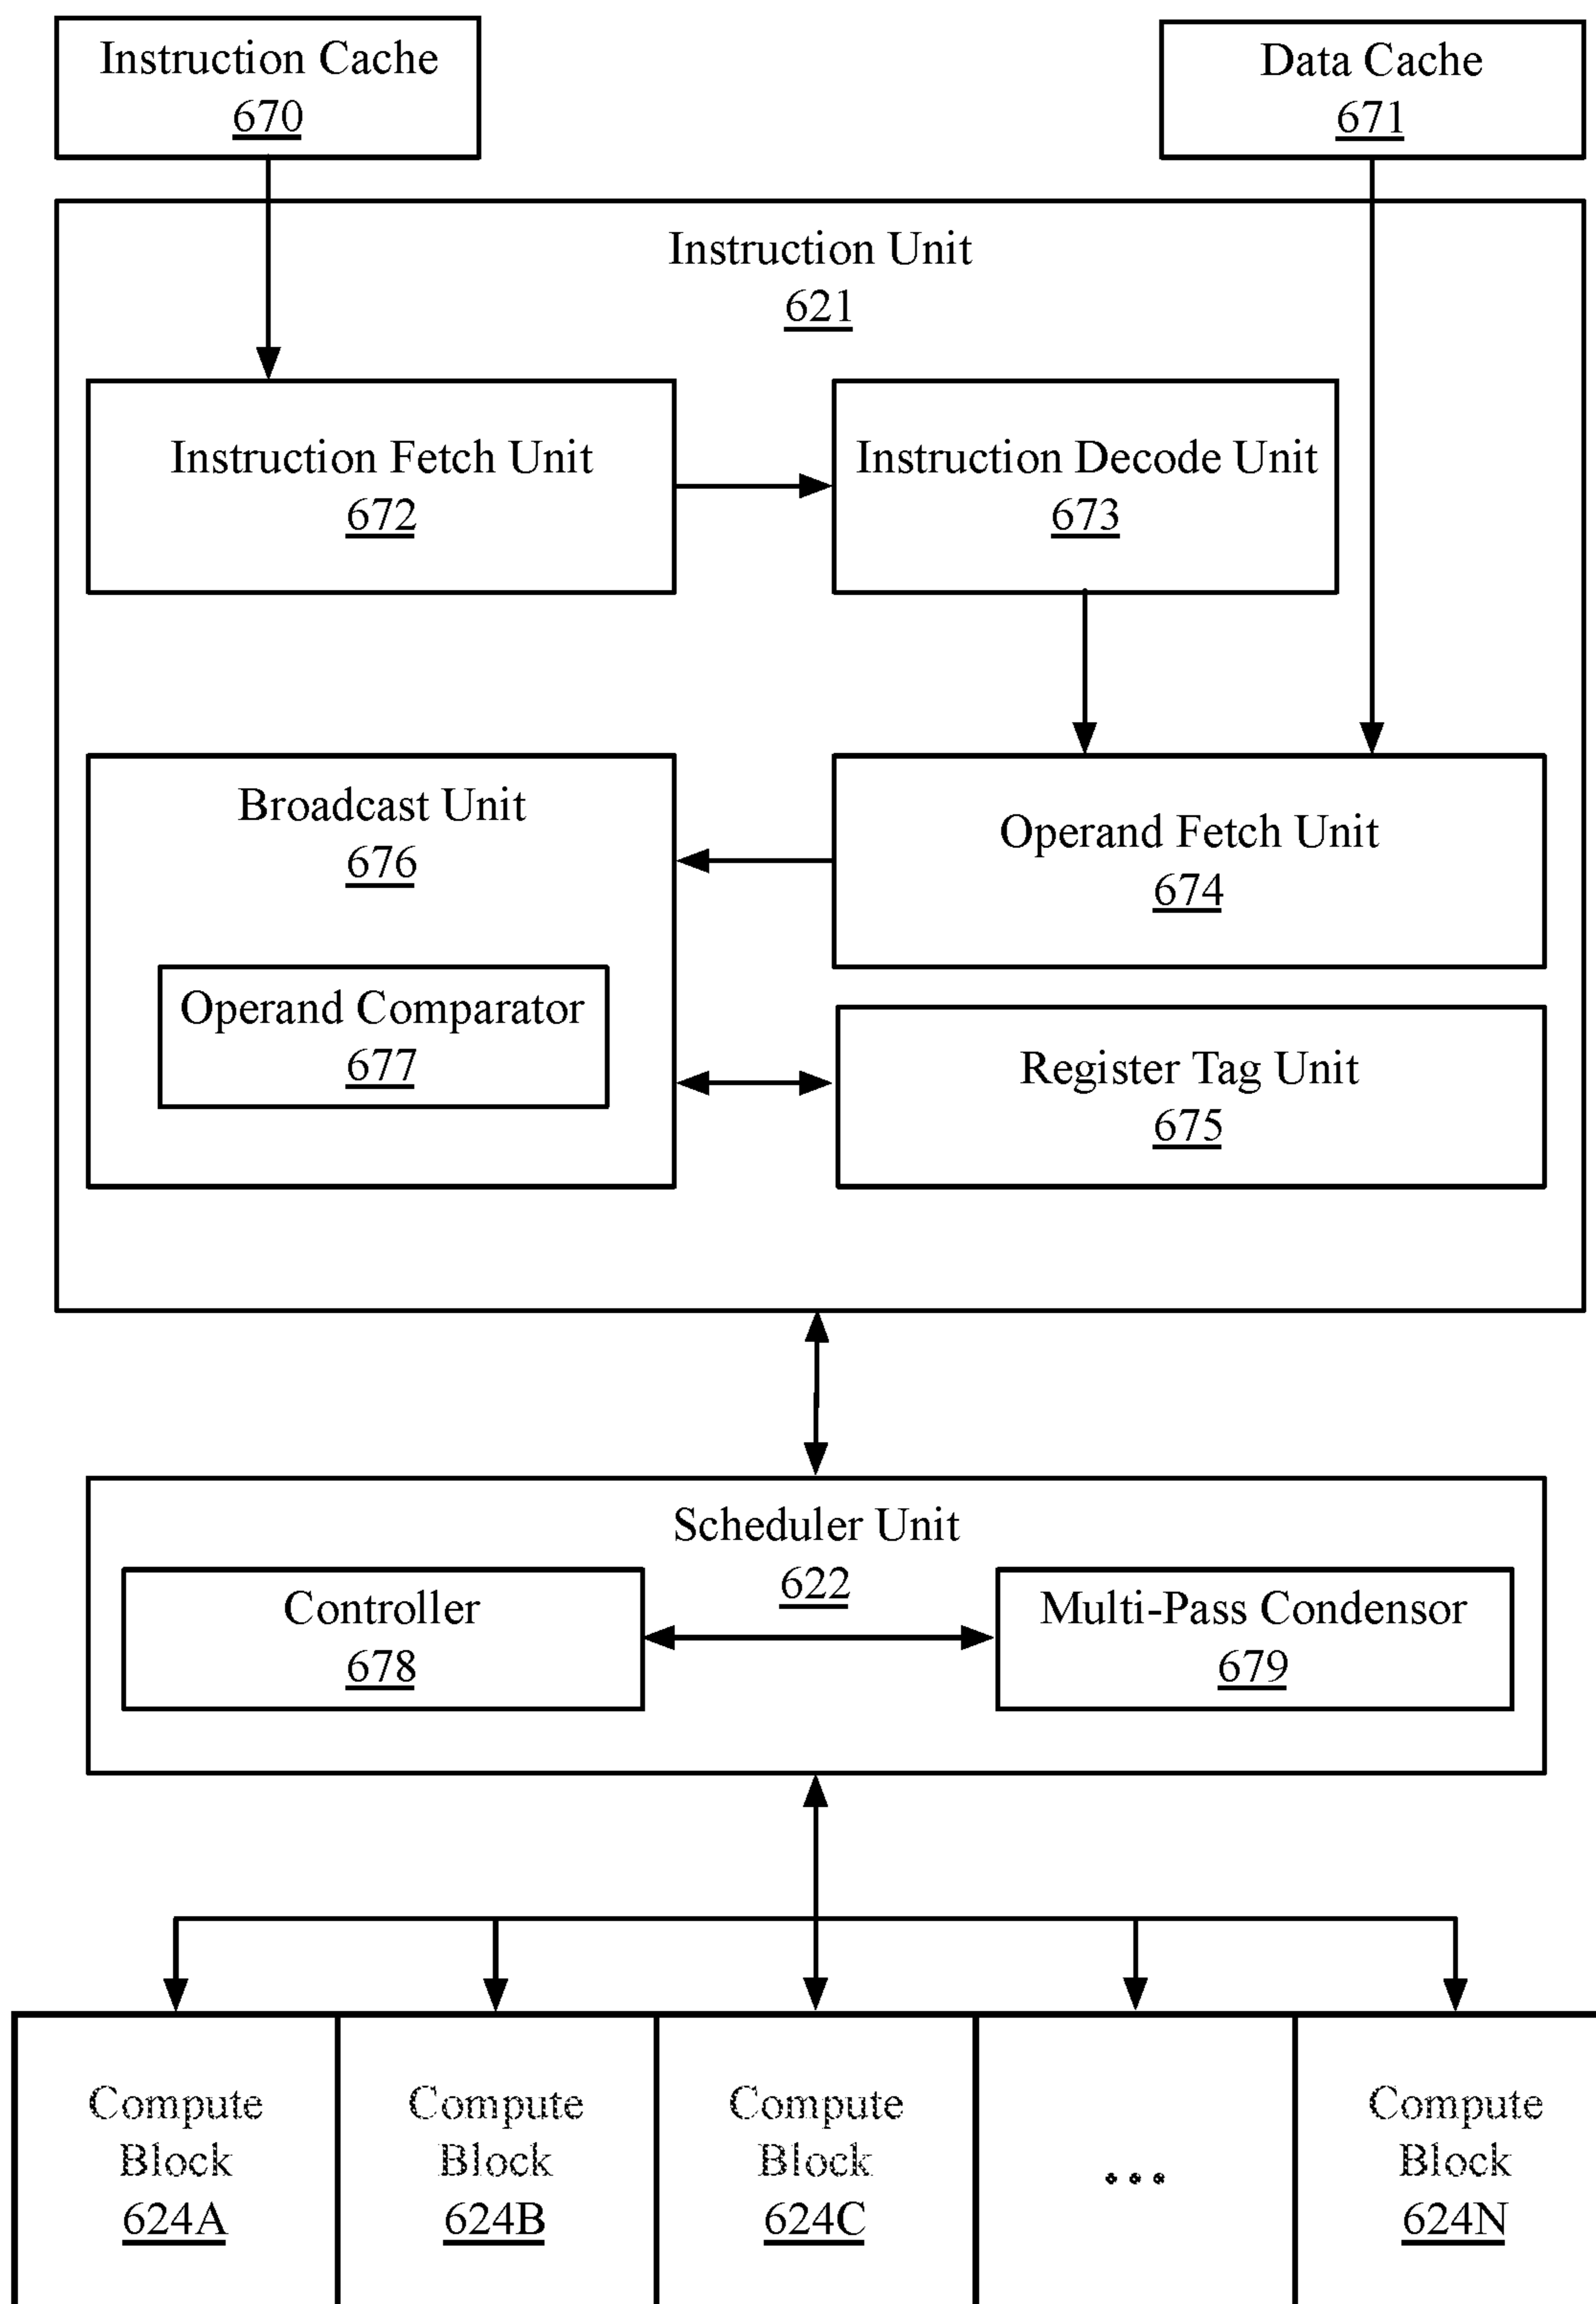 Instruction Cache
670
Data Cache
671
Instruction Unit
621
Instruction Fetch Unit
672
Instruction Decode Unit
673
Broadcast Unit
676
Operand Fetch Unit
674
Operand Comparator
677
Register Tag Unit
675
Scheduler Unit
622
Controller
678
Multi-Pass Condensor
679
Compute
Block
624A
Compute
Block
624B
Compute
Block
624C
...
Compute
Block
624N